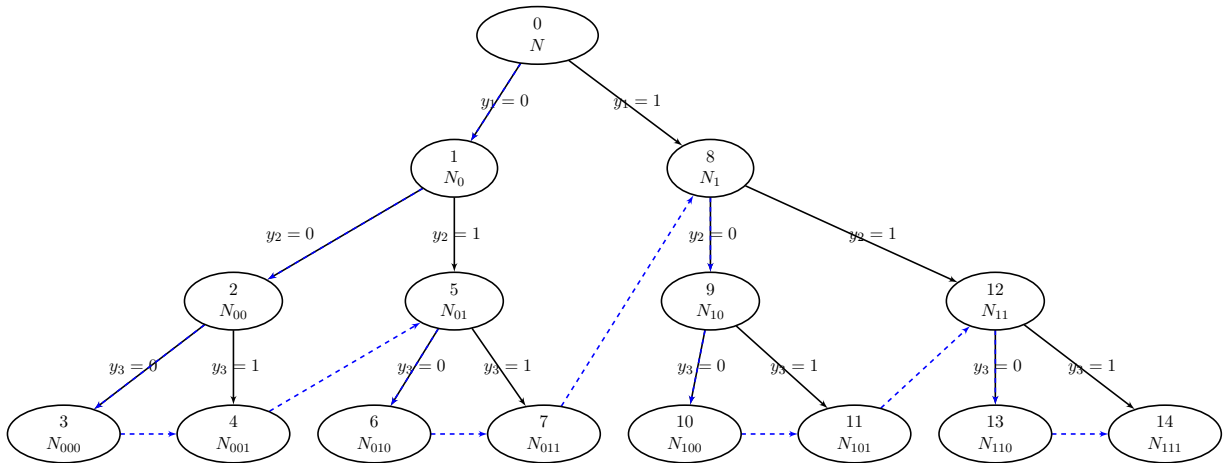 0
N
y₁ = 0
y₁ = 1
1
N₀
8
N₁
y₂ = 0
y₂ = 1
y₂ = 0
y₂ = 1
2
N₀₀
5
N₀₁
9
N₁₀
12
N₁₁
y₃ = 0
y₃ = 1
y₃ = 0
y₃ = 1
y₃ = 0
y₃ = 1
y₃ = 0
y₃ = 1
3
N₀₀₀
4
N₀₀₁
6
N₀₁₀
7
N₀₁₁
10
N₁₀₀
11
N₁₀₁
13
N₁₁₀
14
N₁₁₁